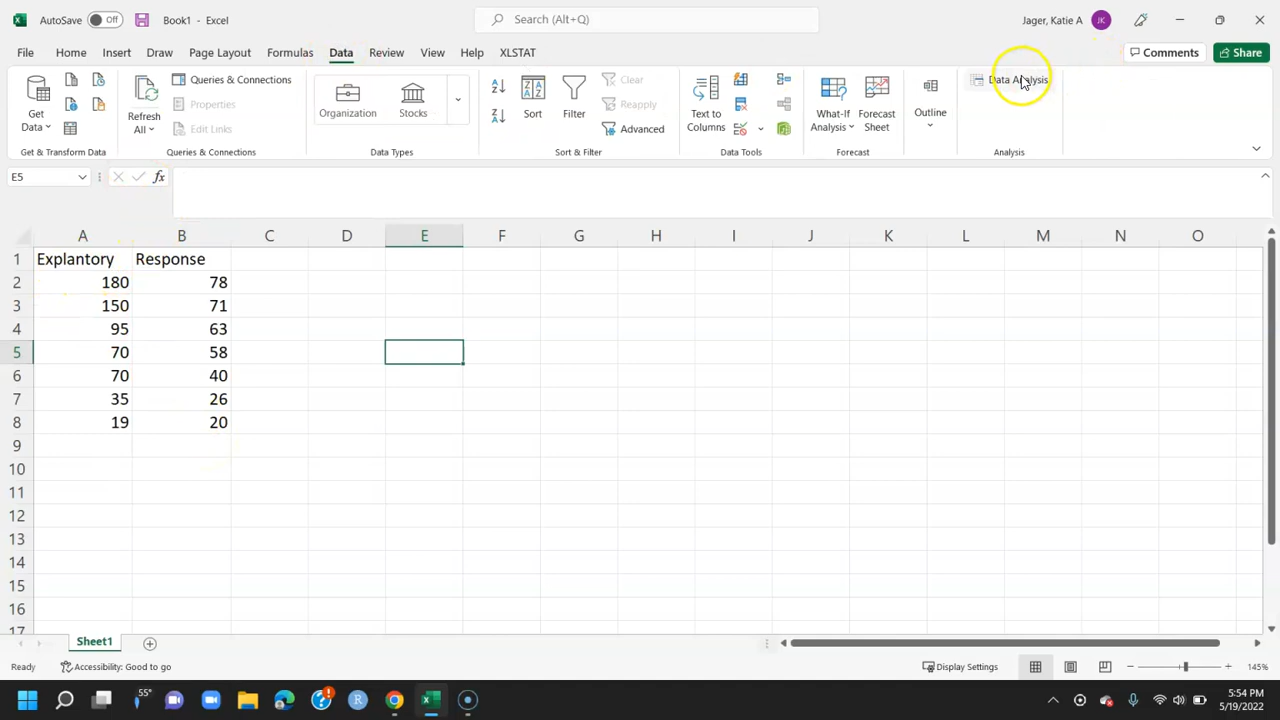 AutoSave Off Book1 - Excel Search (Alt+Q) Jager, Katie A JK
File Home Insert Draw Page Layout Formulas Data Review View Help XLSTAT Comments Share
Get Data
Refresh All
Queries & Connections
Properties
Edit Links
Organization Stocks
Sort Filter
Clear
Reapply
Advanced
Text to Columns
What-If Analysis
Forecast Sheet
Outline
Data Analysis
Get & Transform Data Queries & Connections Data Types Sort & Filter Data Tools Forecast Analysis
E5 fx
A B C D E F G H I J K L M N O
1 Explantory Response
2 180 78
3 150 71
4 95 63
5 70 58
6 70 40
7 35 26
8 19 20
9
10
11
12
13
14
15
16
17
Sheet1
Ready Accessibility: Good to go Display Settings 145%
55° 5:54 PM
5/19/2022